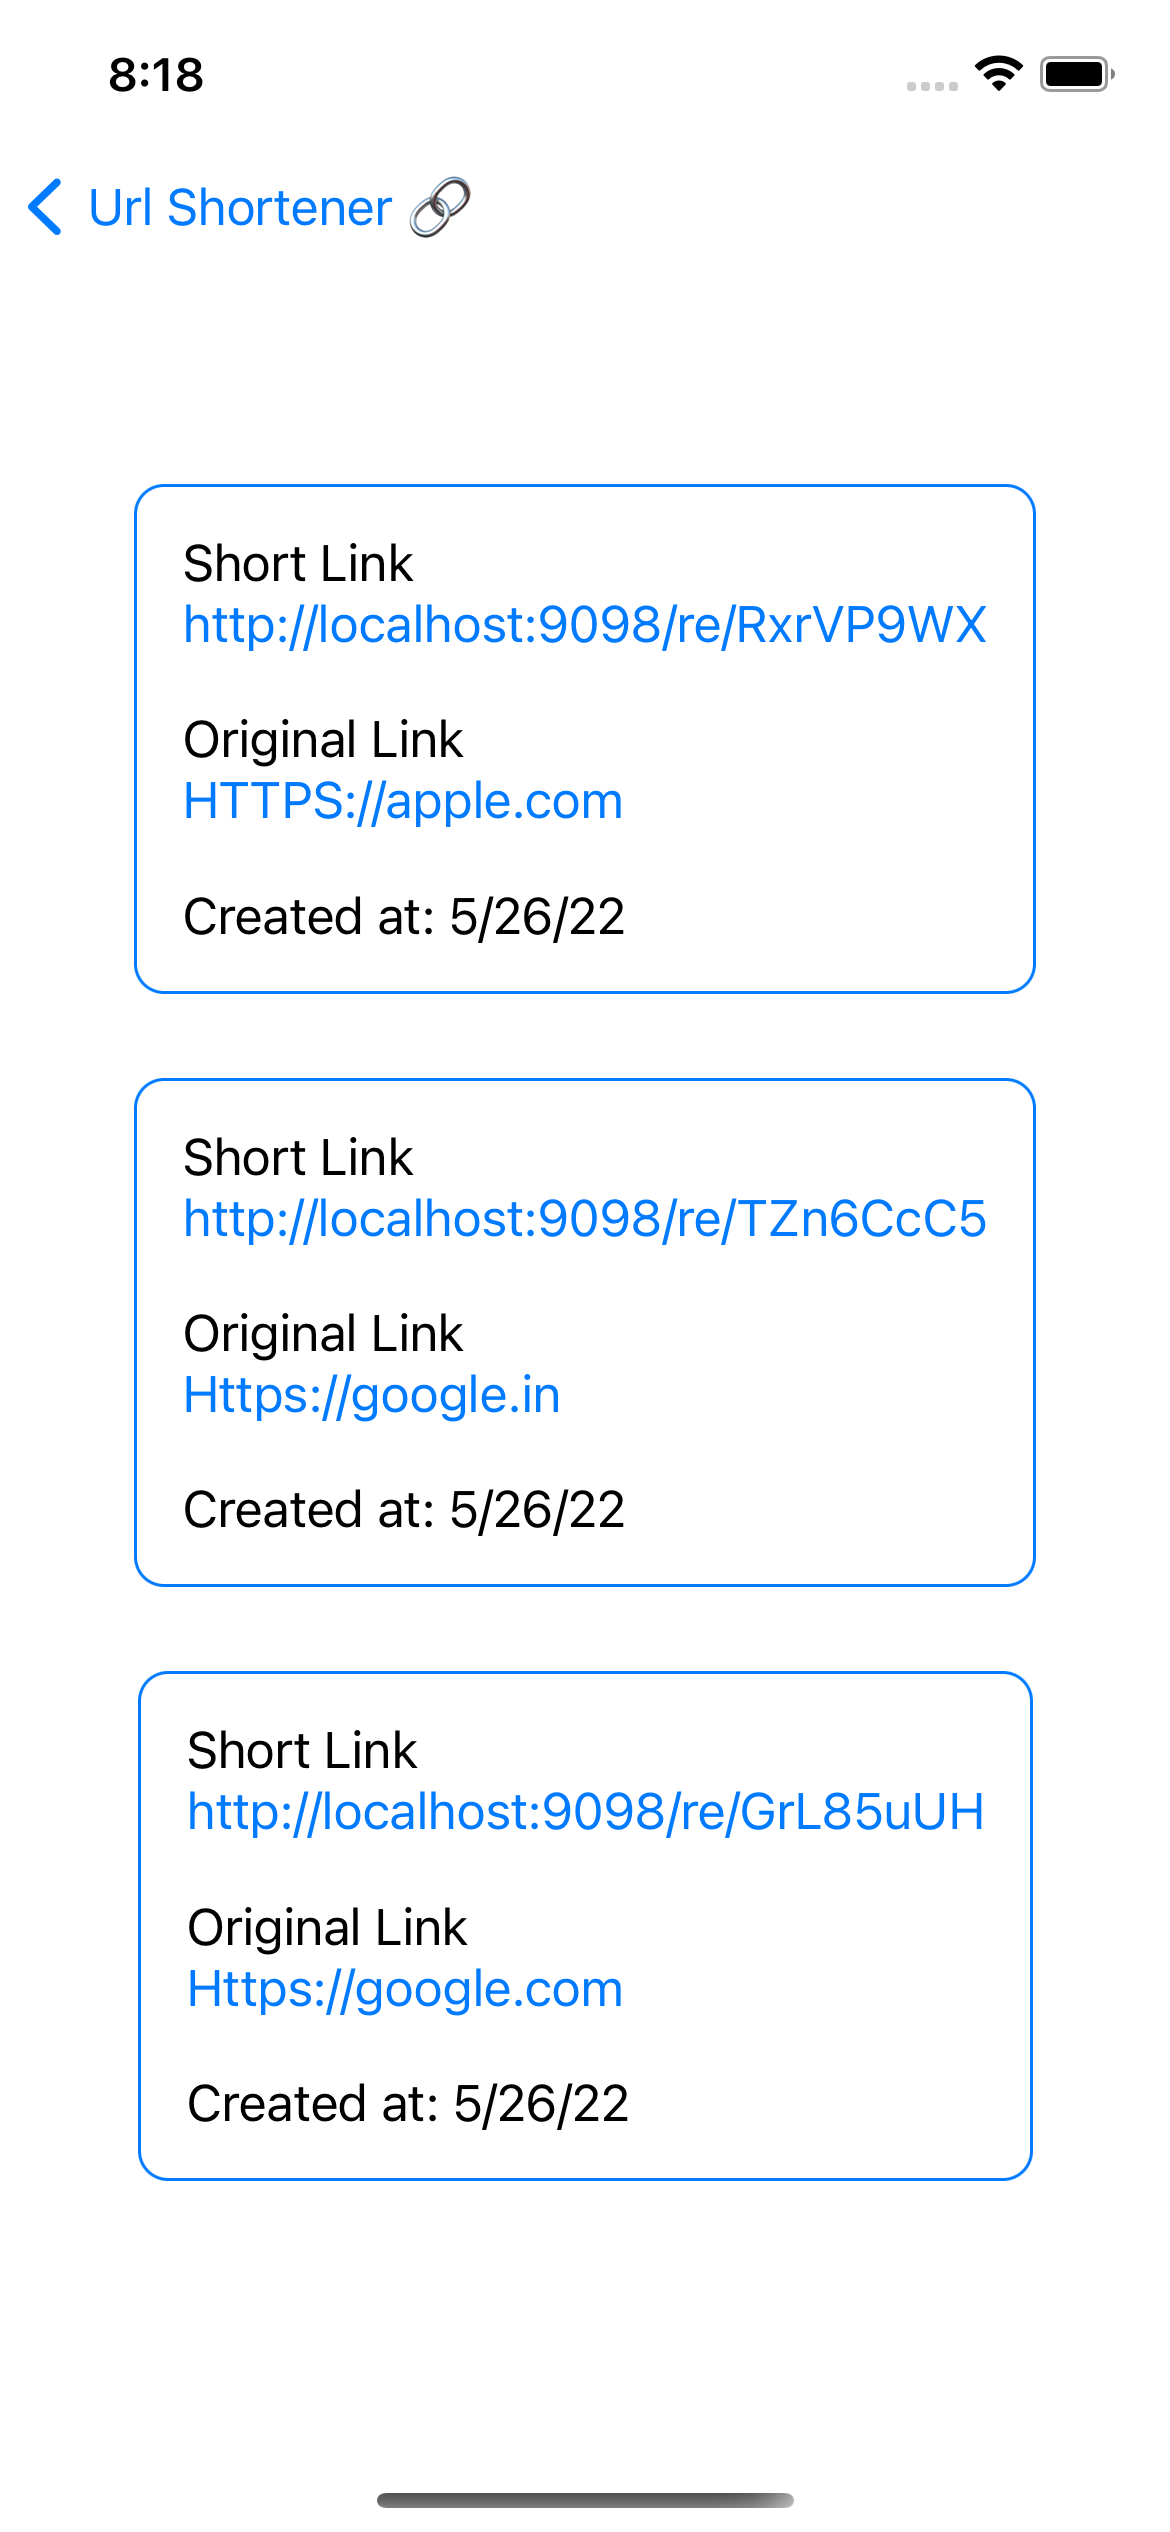 8:18
Url Shortener 🔗
Short Link
http://localhost:9098/re/RxrVP9WX
Original Link
HTTPS://apple.com
Created at: 5/26/22
Short Link
http://localhost:9098/re/TZn6CcC5
Original Link
Https://google.in
Created at: 5/26/22
Short Link
http://localhost:9098/re/GrL85uUH
Original Link
Https://google.com
Created at: 5/26/22